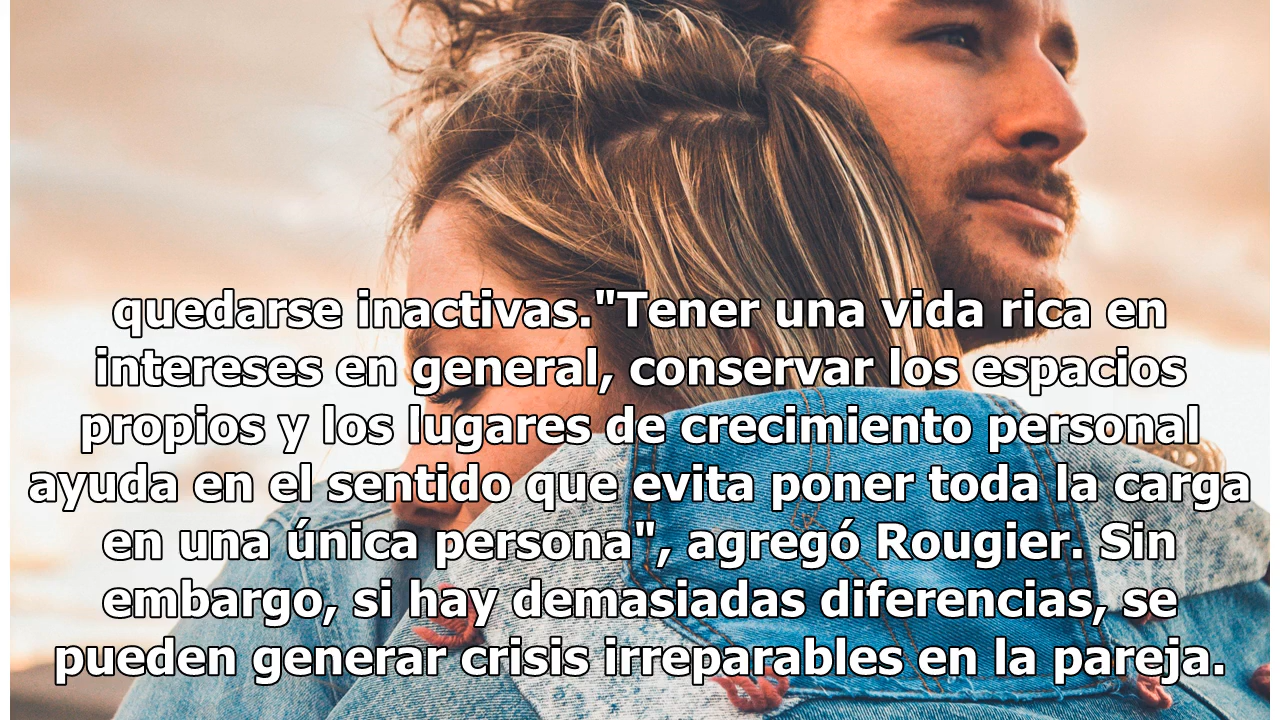 quedarse inactivas."Tener una vida rica en
intereses en general, conservar los espacios
propios y los lugares de crecimiento personal
ayuda en el sentido que evita poner toda la carga
en una única persona", agregó Rougier. Sin
embargo, si hay demasiadas diferencias, se
pueden generar crisis irreparables en la pareja.